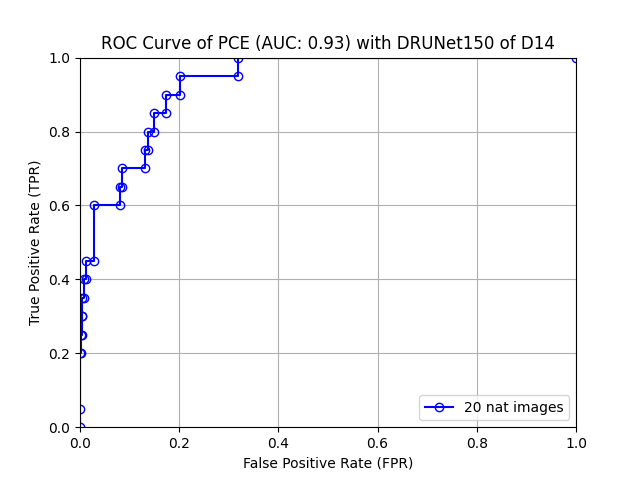 ROC Curve of PCE (AUC: 0.93) with DRUNet150 of D14
True Positive Rate (TPR)
1.0
0.8
0.6
0.4
0.2
0.0
20 nat images
0.0 0.2 0.4 0.6 0.8 1.0
False Positive Rate (FPR)